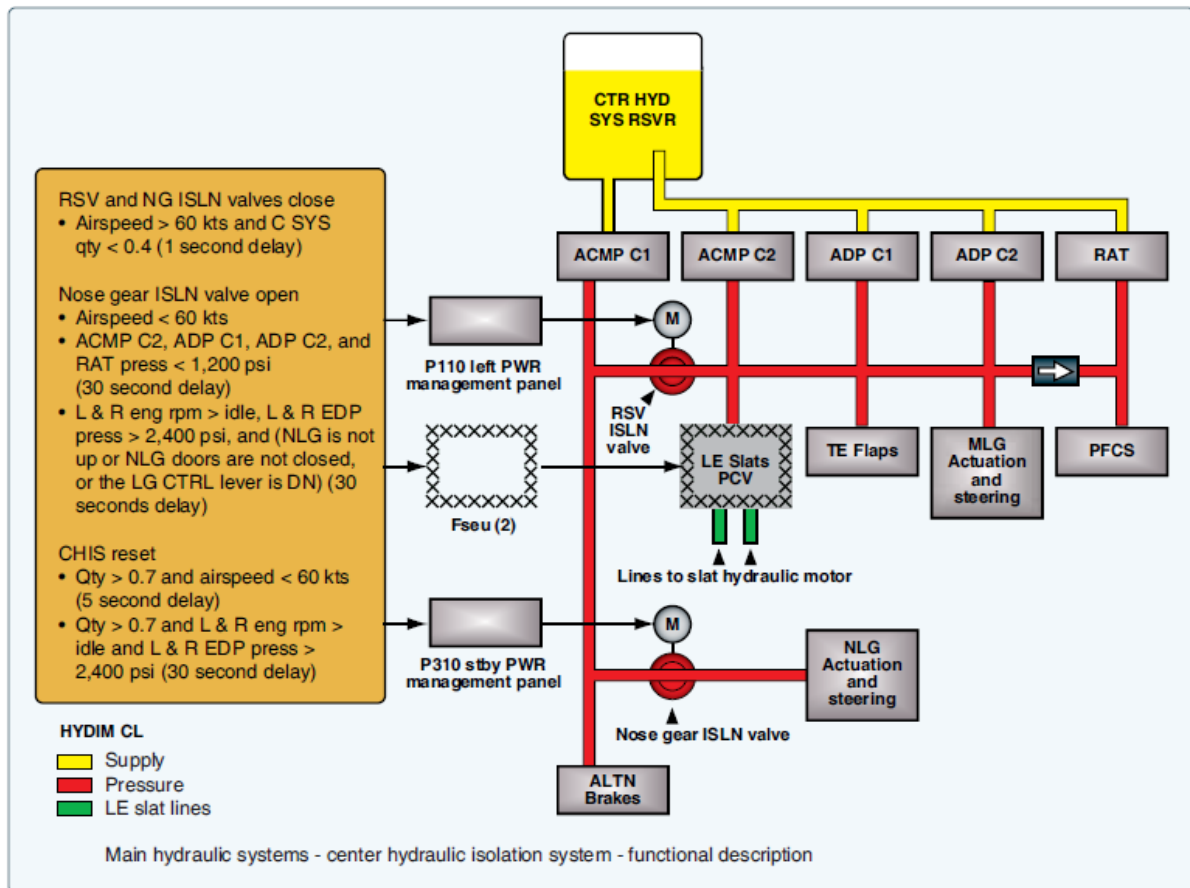 CTR HYD
SYS RSVR
RSV and NG ISLN valves close
• Airspeed > 60 kts and C SYS
qty < 0.4 (1 second delay)
Nose gear ISLN valve open
• Airspeed < 60 kts
• ACMP C2, ADP C1, ADP C2, and
RAT press < 1,200 psi
(30 second delay)
• L & R eng rpm > idle, L & R EDP
press > 2,400 psi, and (NLG is not
up or NLG doors are not closed,
or the LG CTRL lever is DN) (30
seconds delay)
CHIS reset
• Qty > 0.7 and airspeed < 60 kts
(5 second delay)
• Qty > 0.7 and L & R eng rpm >
idle and L & R EDP press >
2,400 psi (30 second delay)
ACMP C1
ACMP C2
ADP C1
ADP C2
RAT
M
P110 left PWR
management panel
RSV
ISLN
valve
LE Slats
PCV
TE Flaps
MLG
Actuation
and
steering
PFCS
Fseu (2)
Lines to slat hydraulic motor
M
P310 stby PWR
management panel
NLG
Actuation
and
steering
Nose gear ISLN valve
ALTN
Brakes
HYDIM CL
Supply
Pressure
LE slat lines
Main hydraulic systems - center hydraulic isolation system - functional description